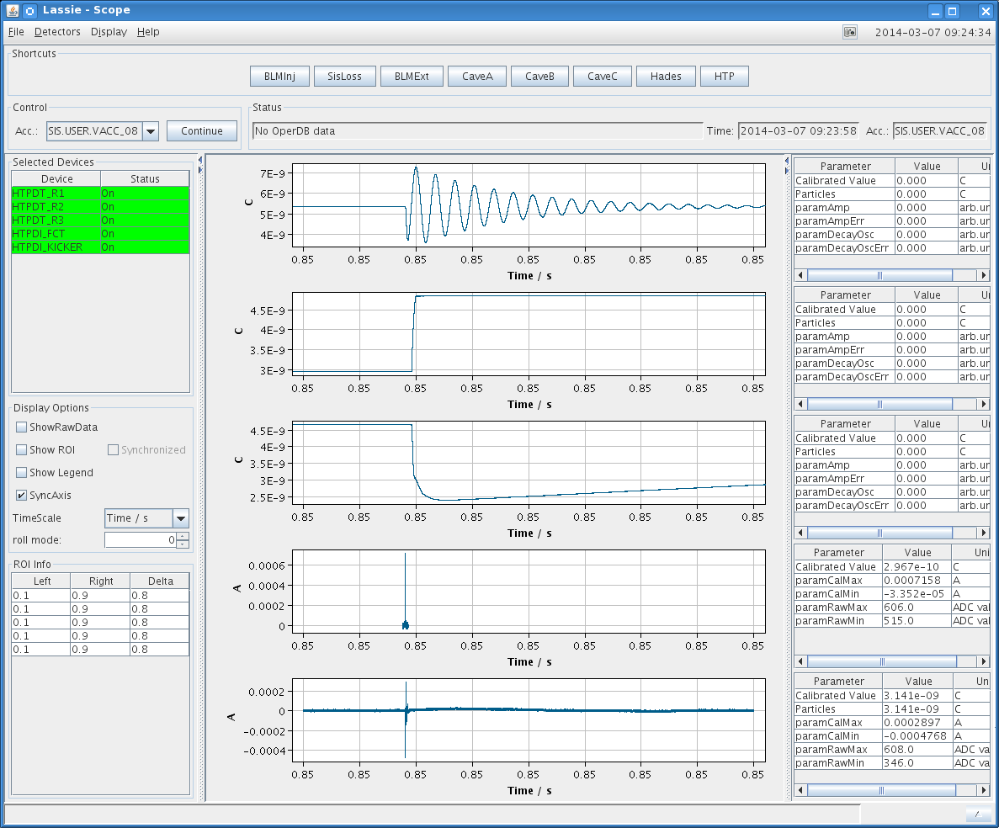 Lassie - Scope
File Detectors Display Help 2014-03-07 09:24:34
Shortcuts
BLMInj SisLoss BLMExt CaveA CaveB CaveC Hades HTP
Control
Acc.: SIS.USER.VACC_08 Continue
Status
No OperDB data Time: 2014-03-07 09:23:58 Acc.: SIS.USER.VACC_08
Selected Devices
Device Status
HTPDT_R1 On
HTPDT_R2 On
HTPDT_R3 On
HTPDI_FCT On
HTPDI_KICKER On
Display Options
ShowRawData
Show ROI Synchronized
Show Legend
SyncAxis
TimeScale Time / s
roll mode: 0
ROI Info
Left Right Delta
0.1 0.9 0.8
0.1 0.9 0.8
0.1 0.9 0.8
0.1 0.9 0.8
0.1 0.9 0.8
C
7E-9
6E-9
5E-9
4E-9
0.85 0.85 0.85 0.85 0.85 0.85 0.85 0.85 0.85
Time / s
C
4.5E-9
4E-9
3.5E-9
3E-9
0.85 0.85 0.85 0.85 0.85 0.85 0.85 0.85 0.85
Time / s
C
4.5E-9
4E-9
3.5E-9
3E-9
2.5E-9
0.85 0.85 0.85 0.85 0.85 0.85 0.85 0.85 0.85
Time / s
A
0.0006
0.0004
0.0002
0
0.85 0.85 0.85 0.85 0.85 0.85 0.85 0.85 0.85
Time / s
A
0.0002
0
-0.0002
-0.0004
0.85 0.85 0.85 0.85 0.85 0.85 0.85 0.85 0.85
Time / s
Parameter Value U
Calibrated Value 0.000 C
Particles 0.000 C
paramAmp 0.000 arb.ur
paramAmpErr 0.000 arb.ur
paramDecayOsc 0.000 arb.ur
paramDecayOscErr 0.000 arb.ur
Parameter Value U
Calibrated Value 0.000 C
Particles 0.000 C
paramAmp 0.000 arb.ur
paramAmpErr 0.000 arb.ur
paramDecayOsc 0.000 arb.ur
paramDecayOscErr 0.000 arb.ur
Parameter Value U
Calibrated Value 0.000 C
Particles 0.000 C
paramAmp 0.000 arb.ur
paramAmpErr 0.000 arb.ur
paramDecayOsc 0.000 arb.ur
paramDecayOscErr 0.000 arb.ur
Parameter Value Uni
Calibrated Value 2.967e-10 C
paramCalMax 0.0007158 A
paramCalMin -3.352e-05 A
paramRawMax 606.0 ADC val
paramRawMin 515.0 ADC val
Parameter Value Un
Calibrated Value 3.141e-09 C
Particles 3.141e-09 C
paramCalMax 0.0002897 A
paramCalMin -0.0004768 A
paramRawMax 608.0 ADC va
paramRawMin 346.0 ADC va